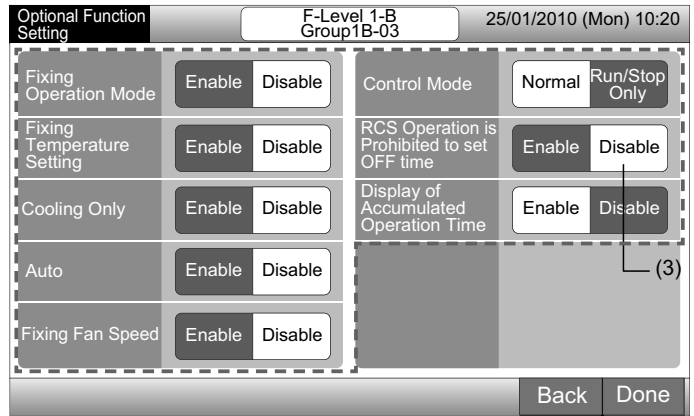 Optional Function
Setting
F-Level 1-B
Group1B-03
25/01/2010 (Mon) 10:20
Fixing
Operation Mode
Enable Disable
Fixing
Temperature
Setting
Enable Disable
Cooling Only
Enable Disable
Auto
Enable Disable
Fixing Fan Speed
Enable Disable
Control Mode
Normal Run/Stop
Only
RCS Operation is
Prohibited to set
OFF time
Enable Disable
Display of
Accumulated
Operation Time
Enable Disable
(3)
Back Done